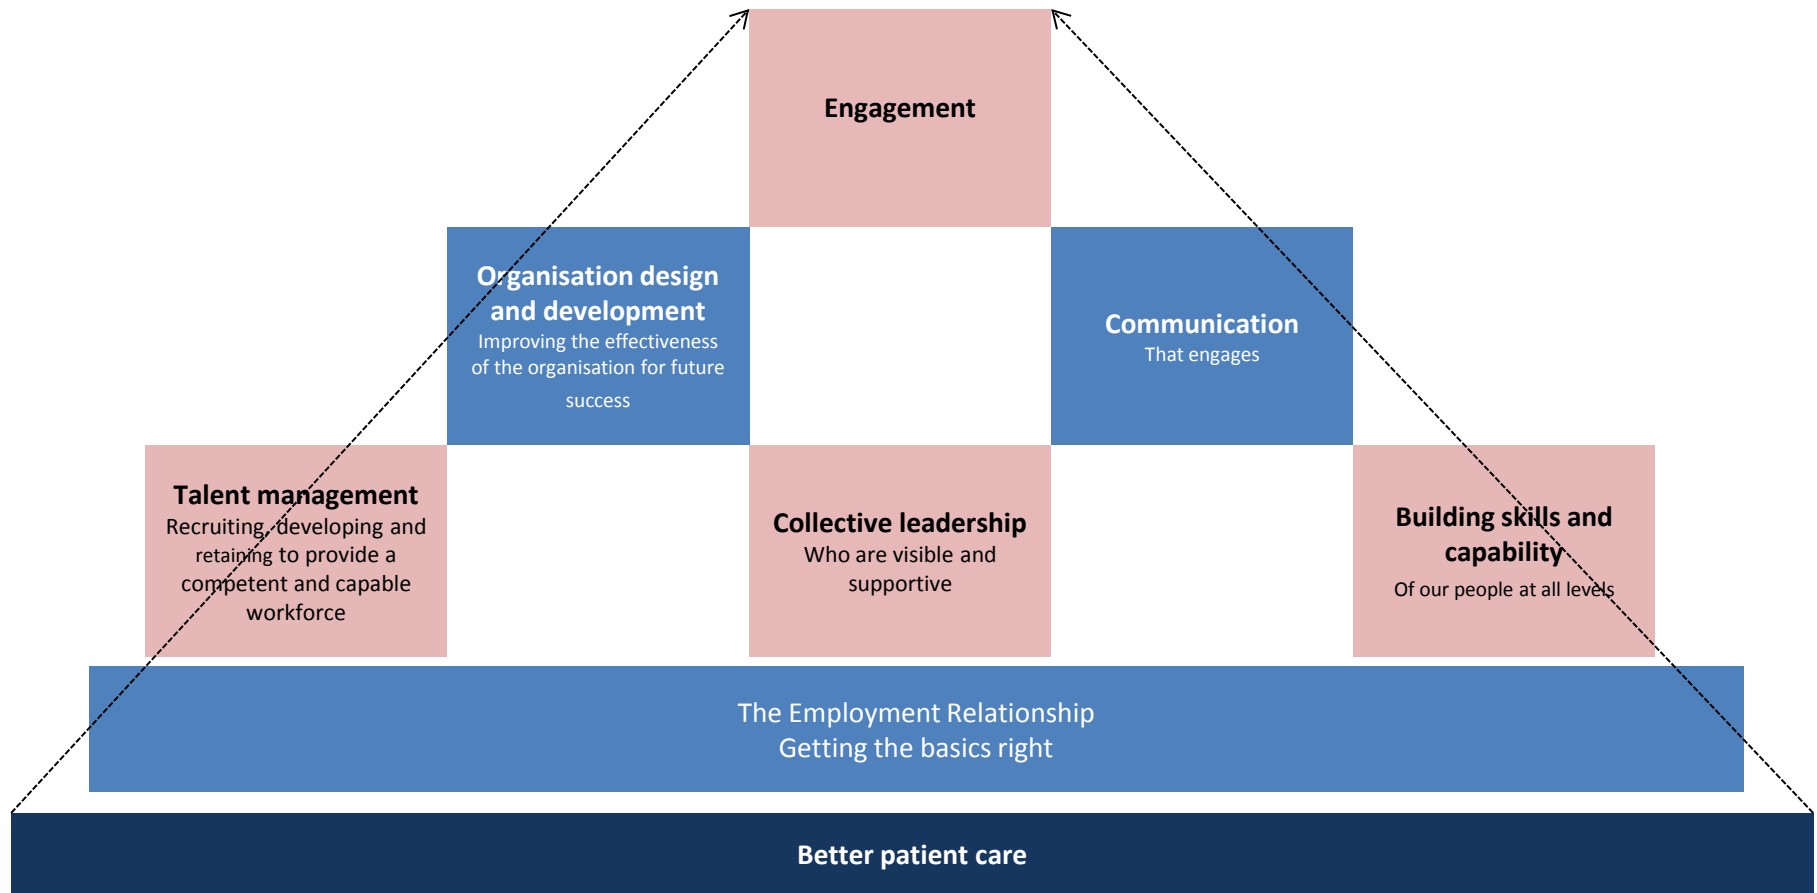 Engagement
Organisation design
and development
Improving the effectiveness
of the organisation for future
success
Communication
That engages
Talent management
Recruiting, developing and
retaining to provide a
competent and capable
workforce
Collective leadership
Who are visible and
supportive
Building skills and
capability
Of our people at all levels
The Employment Relationship
Getting the basics right
Better patient care